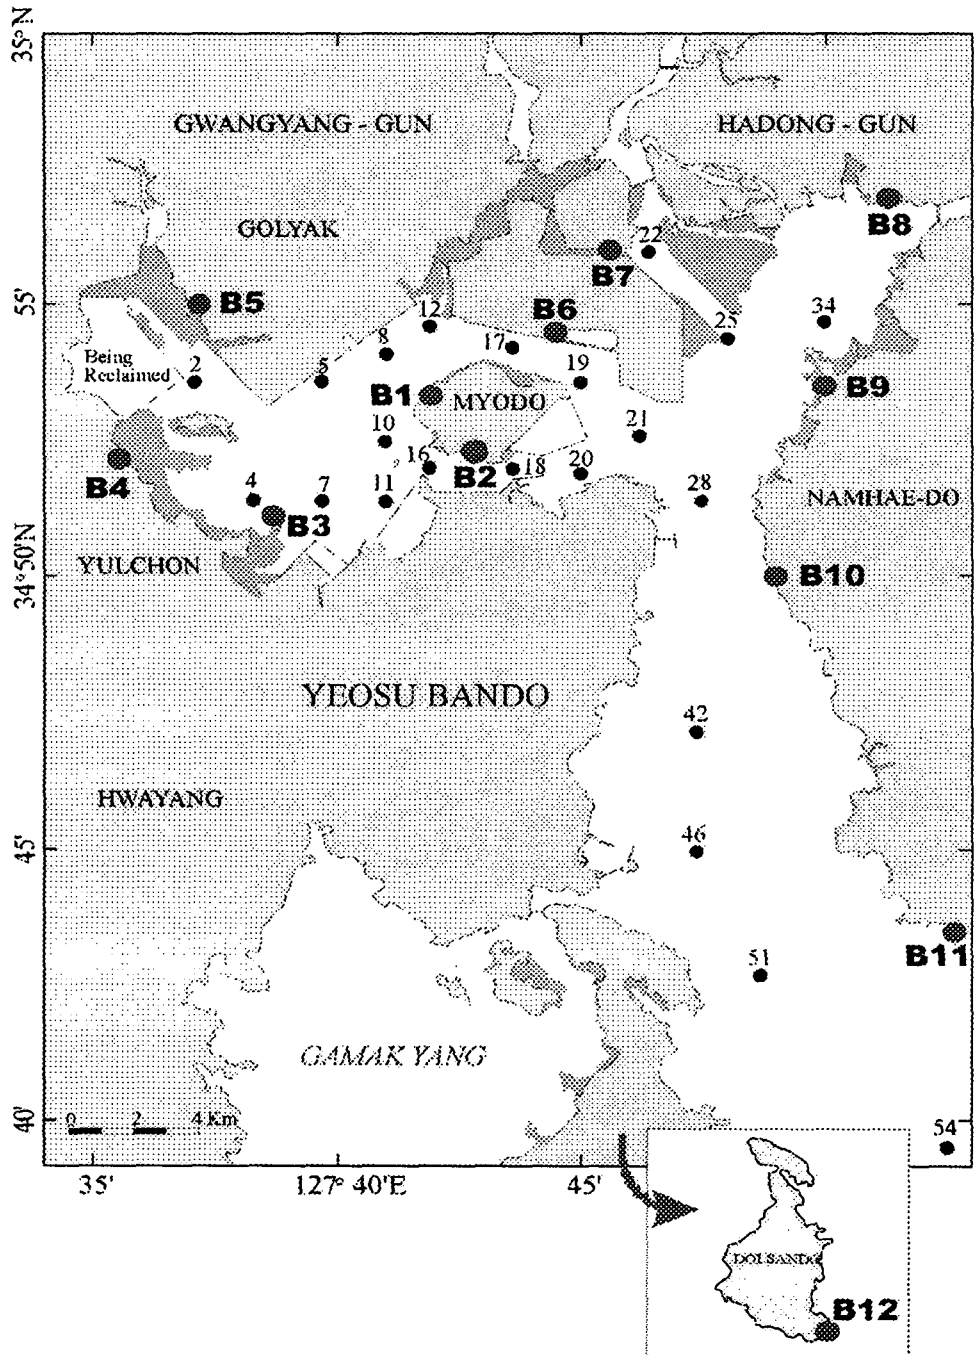 35°N
GWANGYANG - GUN
HADONG - GUN
B8
GOLYAK
22
B7
55'
B5
12
B6
25
34
8
17
Being
Reclaimed
2
5
19
B1
MYODO
B9
10
21
16
B2
18
20
B4
4
7
11
28
B3
NAMHAE-DO
YULCHON
34°50'N
B10
YEOSU BANDO
42
HWAYANG
45'
46
B11
51
GAMAK YANG
40'
0 2 4 Km
54
35'
127° 40'E
45'
DOLSANDO
B12